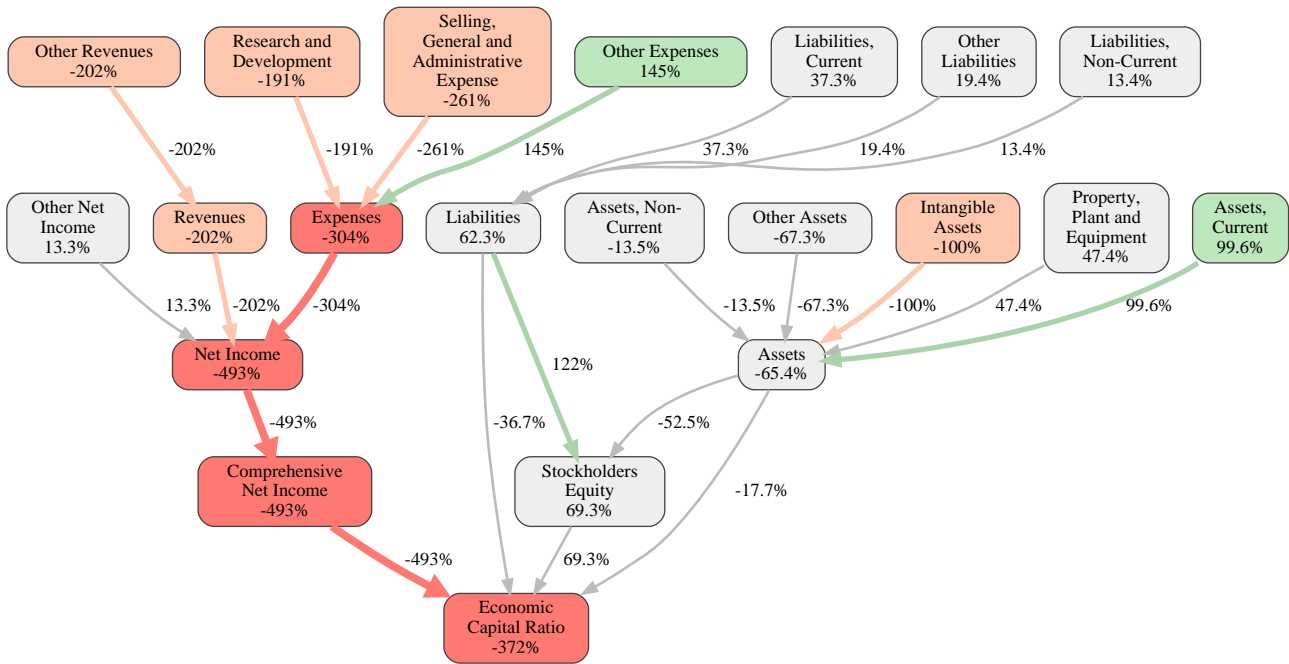 Other Revenues
-202%
Research and
Development
-191%
Selling,
General and
Administrative
Expense
-261%
Other Expenses
145%
Liabilities,
Current
37.3%
Other
Liabilities
19.4%
Liabilities,
Non-Current
13.4%
-202%
-191%
-261%
145%
37.3%
19.4%
13.4%
Other Net
Income
13.3%
Revenues
-202%
Expenses
-304%
Liabilities
62.3%
Assets, Non-
Current
-13.5%
Other Assets
-67.3%
Intangible
Assets
-100%
Property,
Plant and
Equipment
47.4%
Assets,
Current
99.6%
13.3%
-202%
-304%
-13.5%
-67.3%
-100%
47.4%
99.6%
Net Income
-493%
122%
Assets
-65.4%
-493%
-36.7%
-52.5%
Comprehensive
Net Income
-493%
Stockholders
Equity
69.3%
-17.7%
-493%
69.3%
Economic
Capital Ratio
-372%